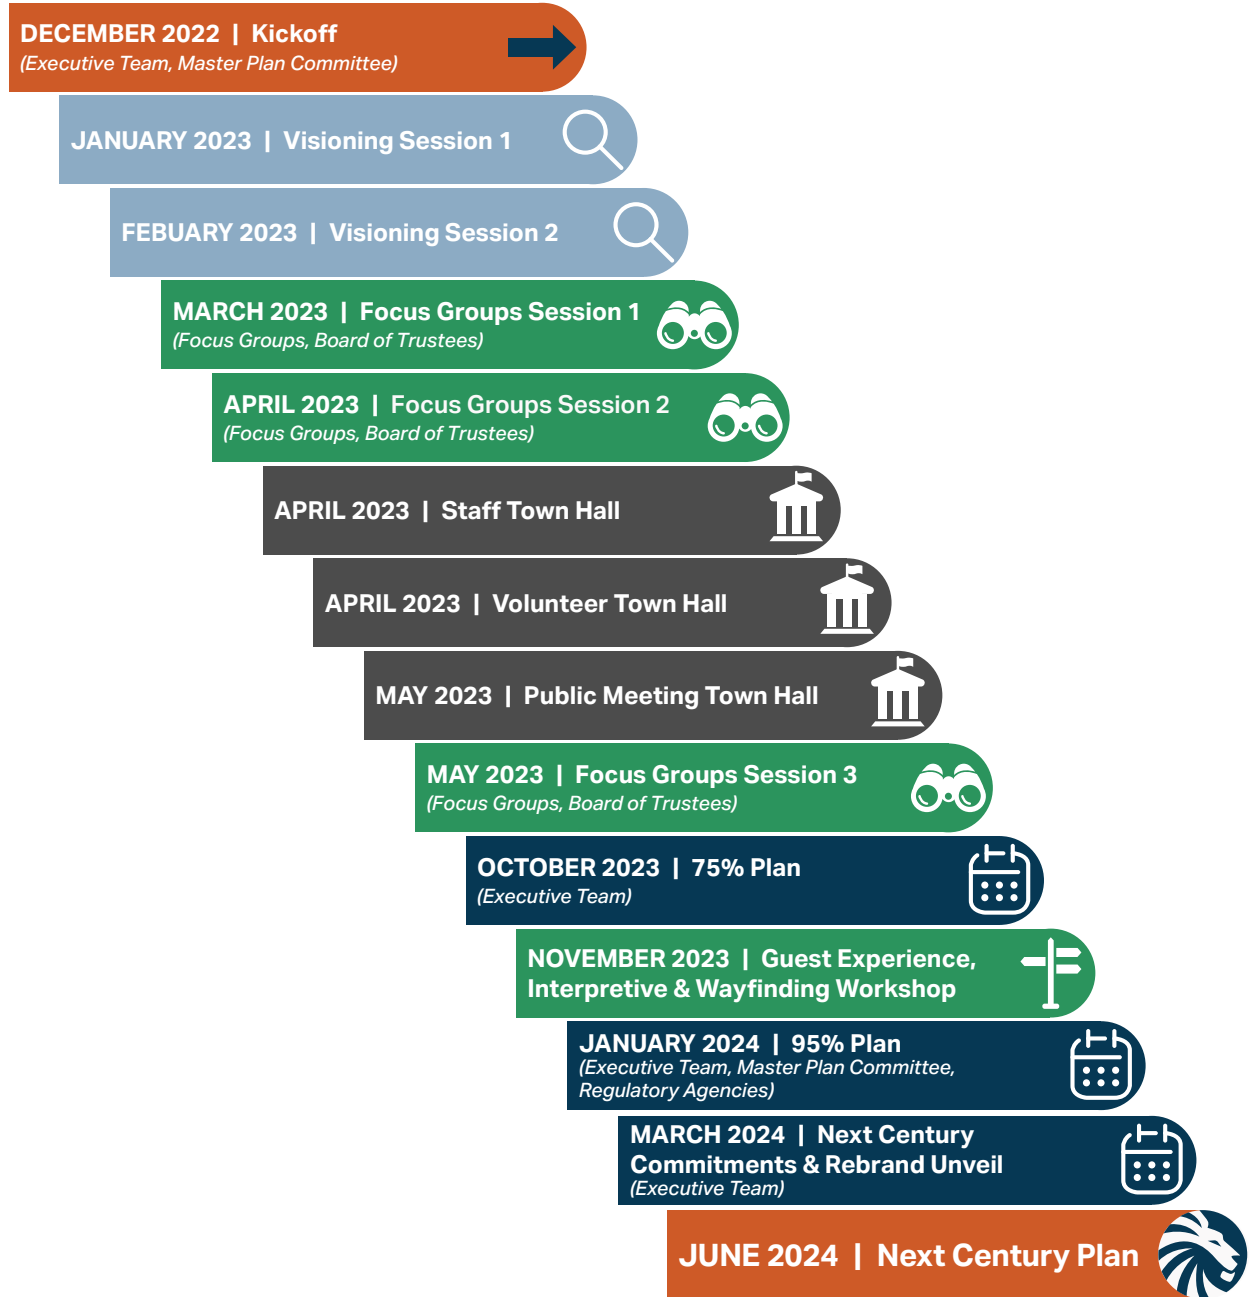 DECEMBER 2022 | Kickoff
(Executive Team, Master Plan Committee)
JANUARY 2023 | Visioning Session 1
FEBUARY 2023 | Visioning Session 2
MARCH 2023 | Focus Groups Session 1
(Focus Groups, Board of Trustees)
APRIL 2023 | Focus Groups Session 2
(Focus Groups, Board of Trustees)
APRIL 2023 | Staff Town Hall
APRIL 2023 | Volunteer Town Hall
MAY 2023 | Public Meeting Town Hall
MAY 2023 | Focus Groups Session 3
(Focus Groups, Board of Trustees)
OCTOBER 2023 | 75% Plan
(Executive Team)
NOVEMBER 2023 | Guest Experience,
Interpretive & Wayfinding Workshop
JANUARY 2024 | 95% Plan
(Executive Team, Master Plan Committee,
Regulatory Agencies)
MARCH 2024 | Next Century
Commitments & Rebrand Unveil
(Executive Team)
JUNE 2024 | Next Century Plan